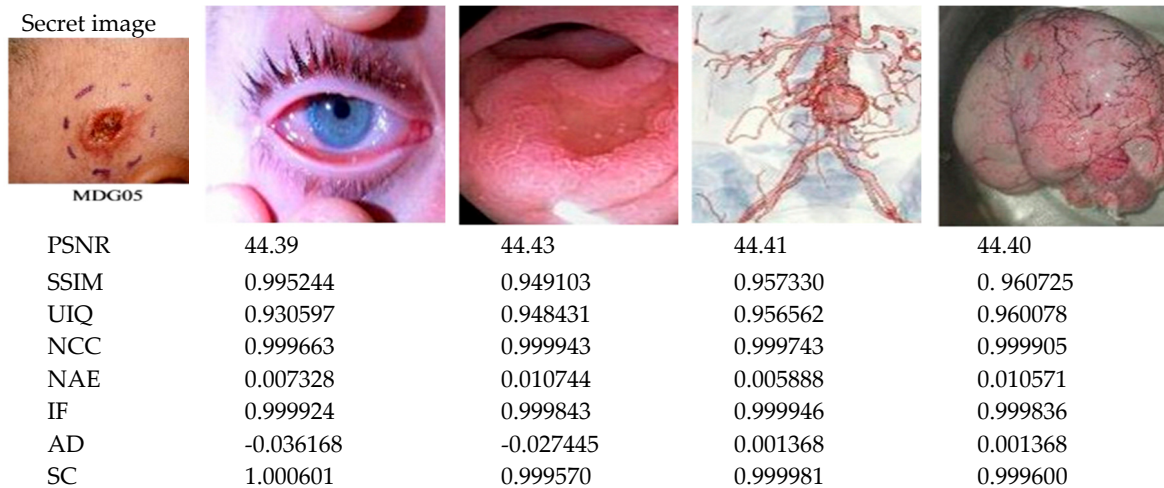 Secret image
MDG05
PSNR 44.39 44.43 44.41 44.40
SSIM 0.995244 0.949103 0.957330 0. 960725
UIQ 0.930597 0.948431 0.956562 0.960078
NCC 0.999663 0.999943 0.999743 0.999905
NAE 0.007328 0.010744 0.005888 0.010571
IF 0.999924 0.999843 0.999946 0.999836
AD -0.036168 -0.027445 0.001368 0.001368
SC 1.000601 0.999570 0.999981 0.999600